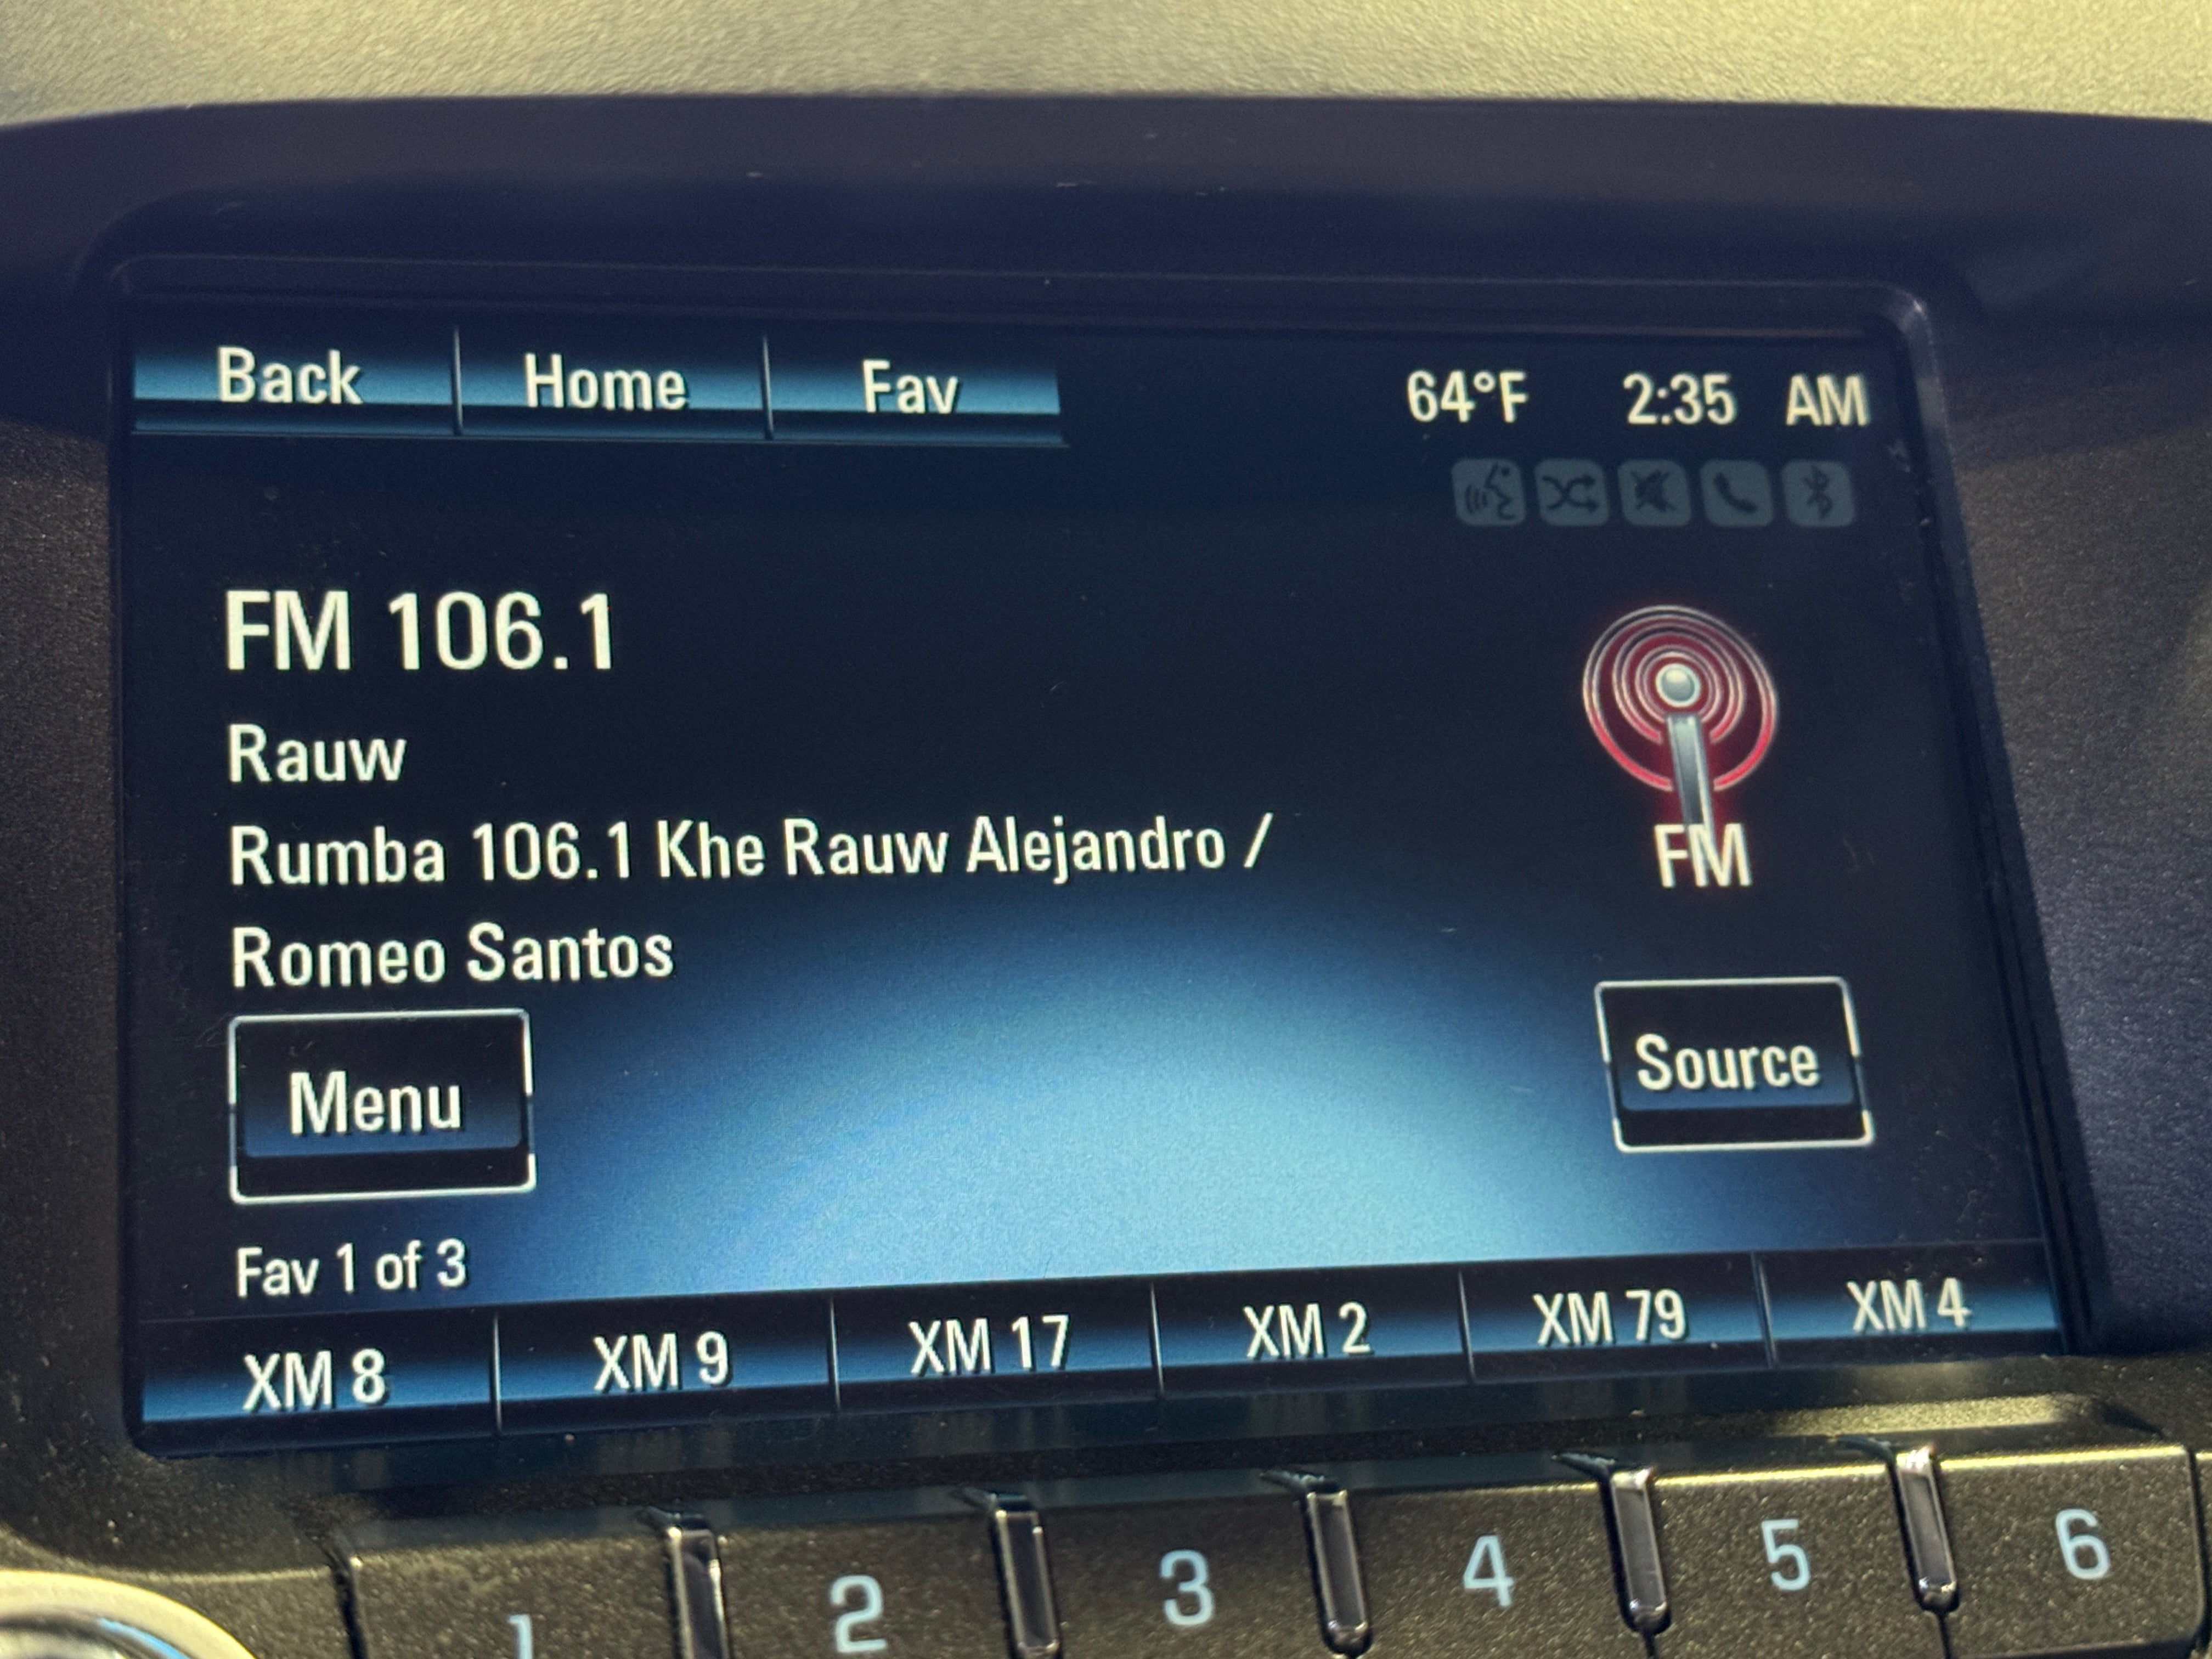 Back Home Fav 64°F 2:35 AM
FM 106.1
Rauw
Rumba 106.1 Khe Rauw Alejandro /
Romeo Santos
FM
Menu
Source
Fav 1 of 3
XM 8 XM 9 XM 17 XM 2 XM 79 XM 4
1 2 3 4 5 6